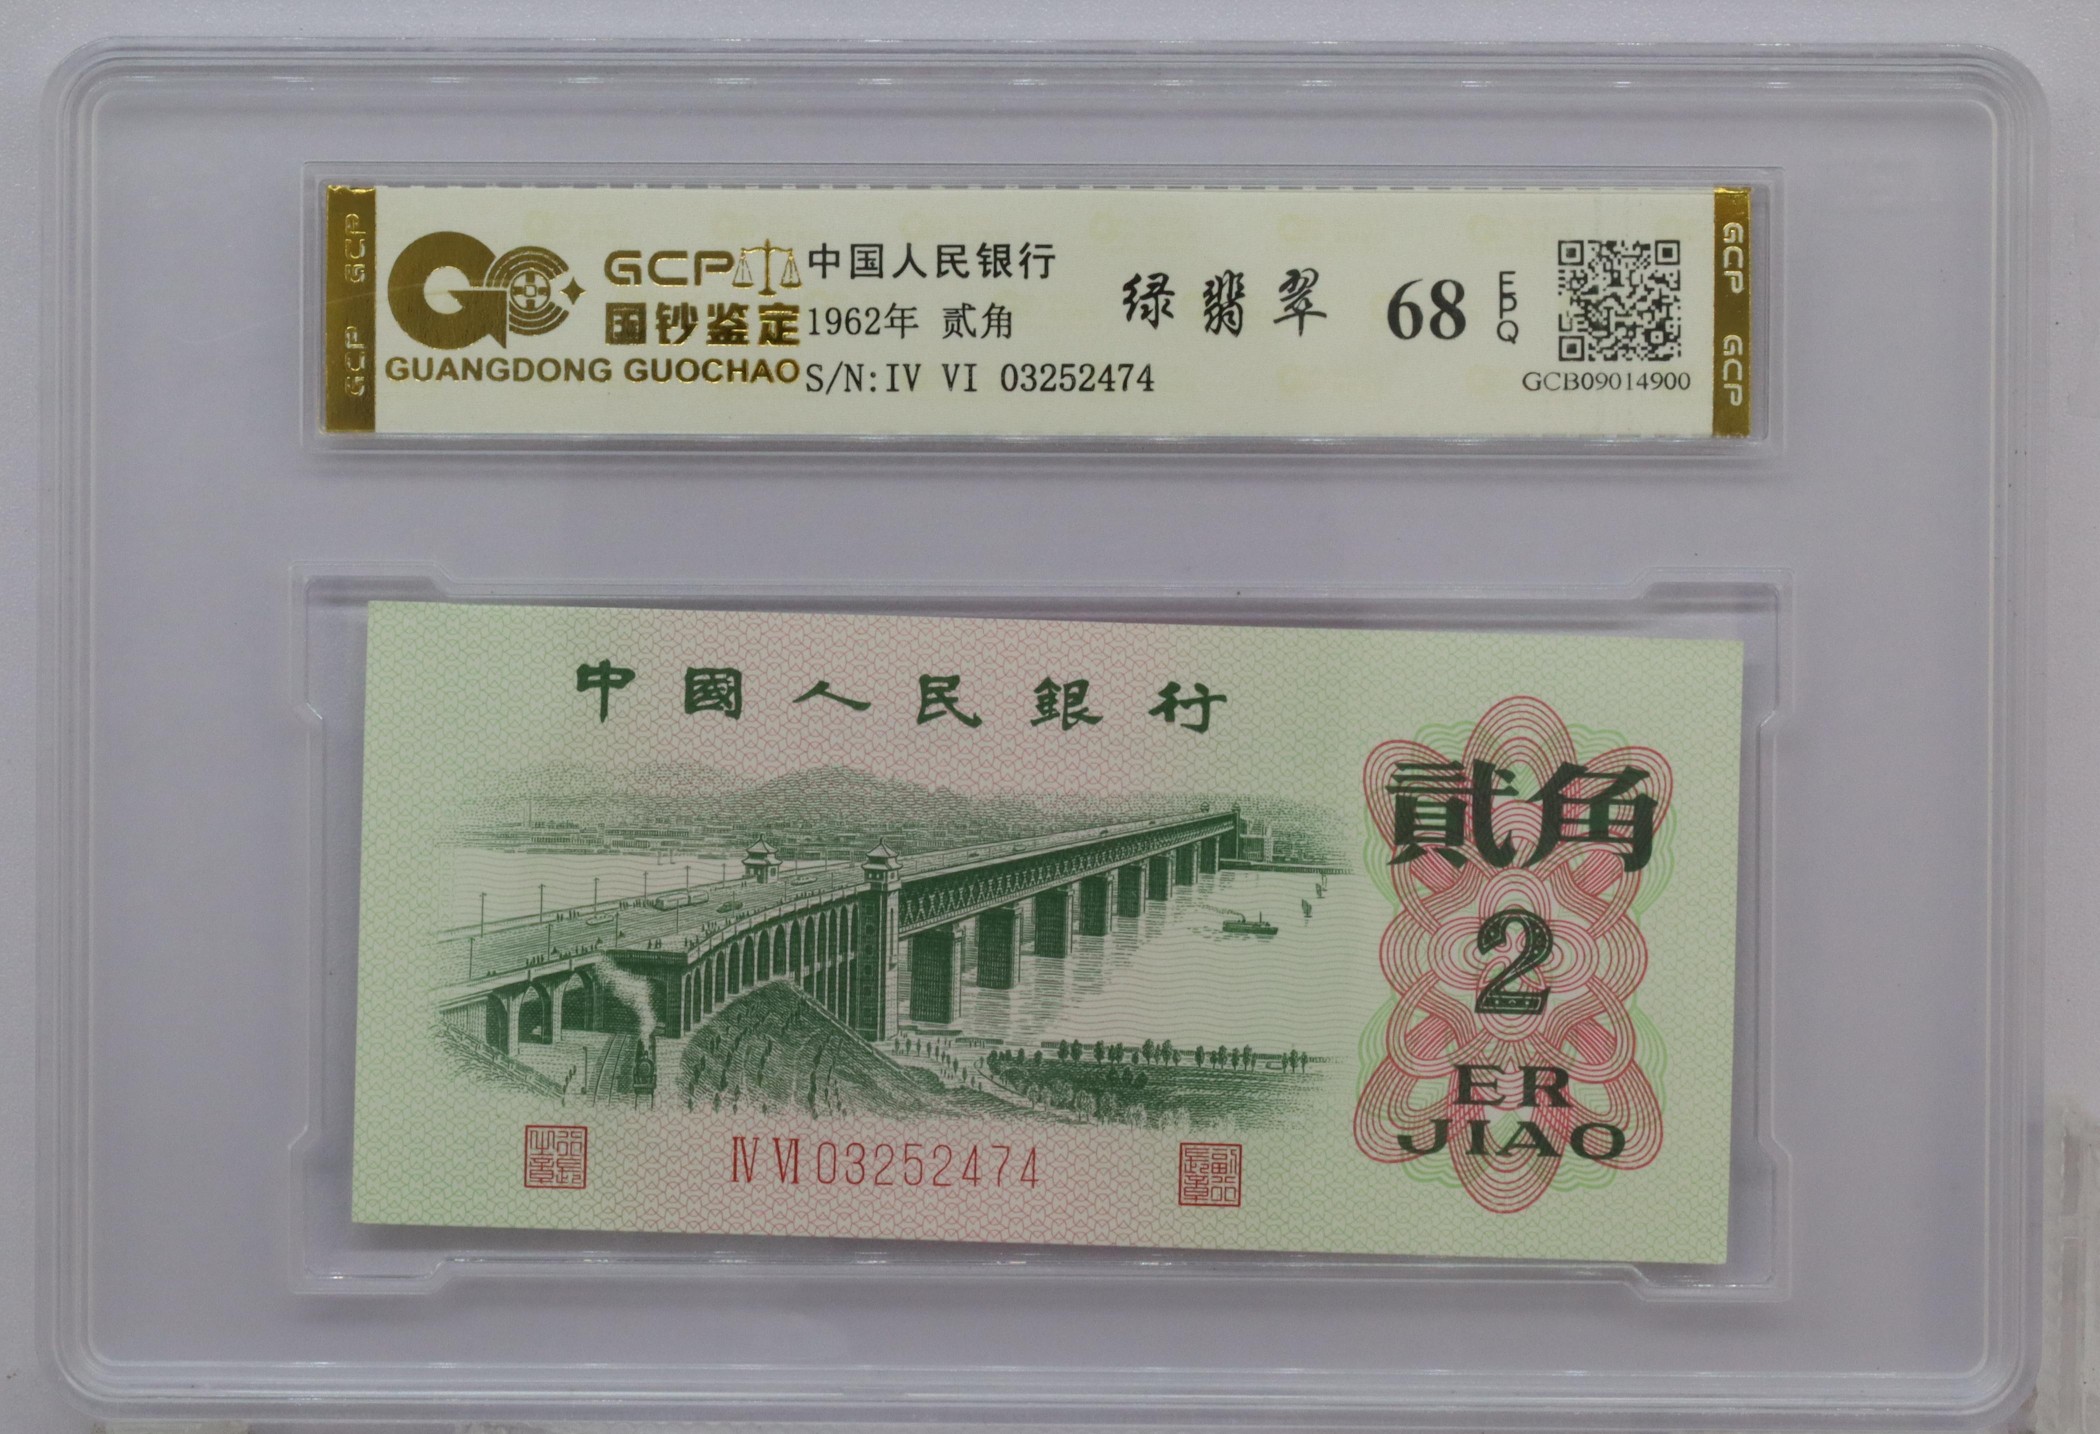 GCP GCP
GCP
国钞鉴定
GUANGDONG GUOCHAO
中国人民银行
1962年 贰角
S/N:IV VI 03252474
绿翡翠
68
EPQ
GCB09014900
GCP GCP
中國人民銀行
貳角
2
ER
JIAO
IV VI 03252474